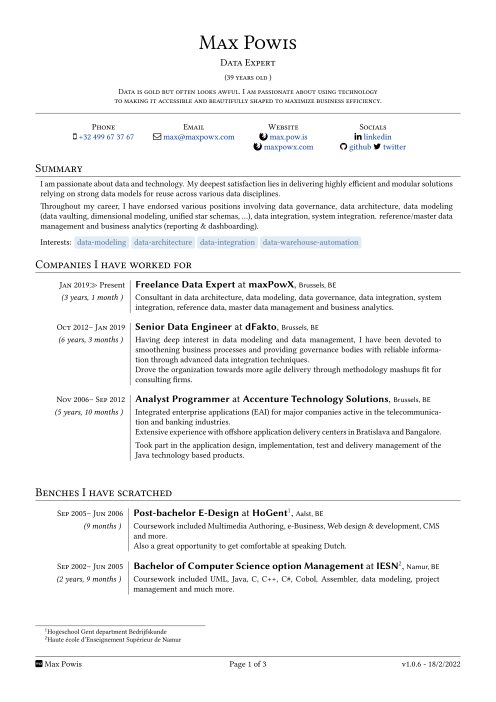 Max Powis
Data Expert
(39 years old )
Data is gold but often looks awful. I am passionate about using technology
to making it accessible and beautifully shaped to maximize business efficiency.
Phone Email Website Socials
+32 499 67 37 67 max@maxpowx.com max.pow.is linkedin
maxpowx.com github twitter
Summary
I am passionate about data and technology. My deepest satisfaction lies in delivering highly efficient and modular solutions
relying on strong data models for reuse across various data disciplines.
Throughout my career, I have endorsed various positions involving data governance, data architecture, data modeling
(data vaulting, dimensional modeling, unified star schemas, ...), data integration, system integration. reference/master data
management and business analytics (reporting & dashboarding).
Interests: data-modeling data-architecture data-integration data-warehouse-automation
Companies I have worked for
Jan 2019≫ Present Freelance Data Expert at maxPowX, Brussels, BE
(3 years, 1 month ) Consultant in data architecture, data modeling, data governance, data integration, system
integration, reference data, master data management and business analytics.
Oct 2012– Jan 2019 Senior Data Engineer at dFakto, Brussels, BE
(6 years, 3 months ) Having deep interest in data modeling and data management, I have been devoted to
smoothening business processes and providing governance bodies with reliable informa-
tion through advanced data integration techniques.
Drove the organization towards more agile delivery through methodology mashups fit for
consulting firms.
Nov 2006– Sep 2012 Analyst Programmer at Accenture Technology Solutions, Brussels, BE
(5 years, 10 months ) Integrated enterprise applications (EAI) for major companies active in the telecommunica-
tion and banking industries.
Extensive experience with offshore application delivery centers in Bratislava and Bangalore.
Took part in the application design, implementation, test and delivery management of the
Java technology based products.
Benches I have scratched
Sep 2005– Jun 2006 Post-bachelor E-Design at HoGent1, Aalst, BE
(9 months ) Coursework included Multimedia Authoring, e-Business, Web design & development, CMS
and more.
Also a great opportunity to get comfortable at speaking Dutch.
Sep 2002– Jun 2005 Bachelor of Computer Science option Management at IESN2, Namur, BE
(2 years, 9 months ) Coursework included UML, Java, C, C++, C#, Cobol, Assembler, data modeling, project
management and much more.
1Hogeschool Gent department Bedrijfskunde
2Haute école d'Enseignement Supérieur de Namur
Max Powis Page 1 of 3 v1.0.6 - 18/2/2022